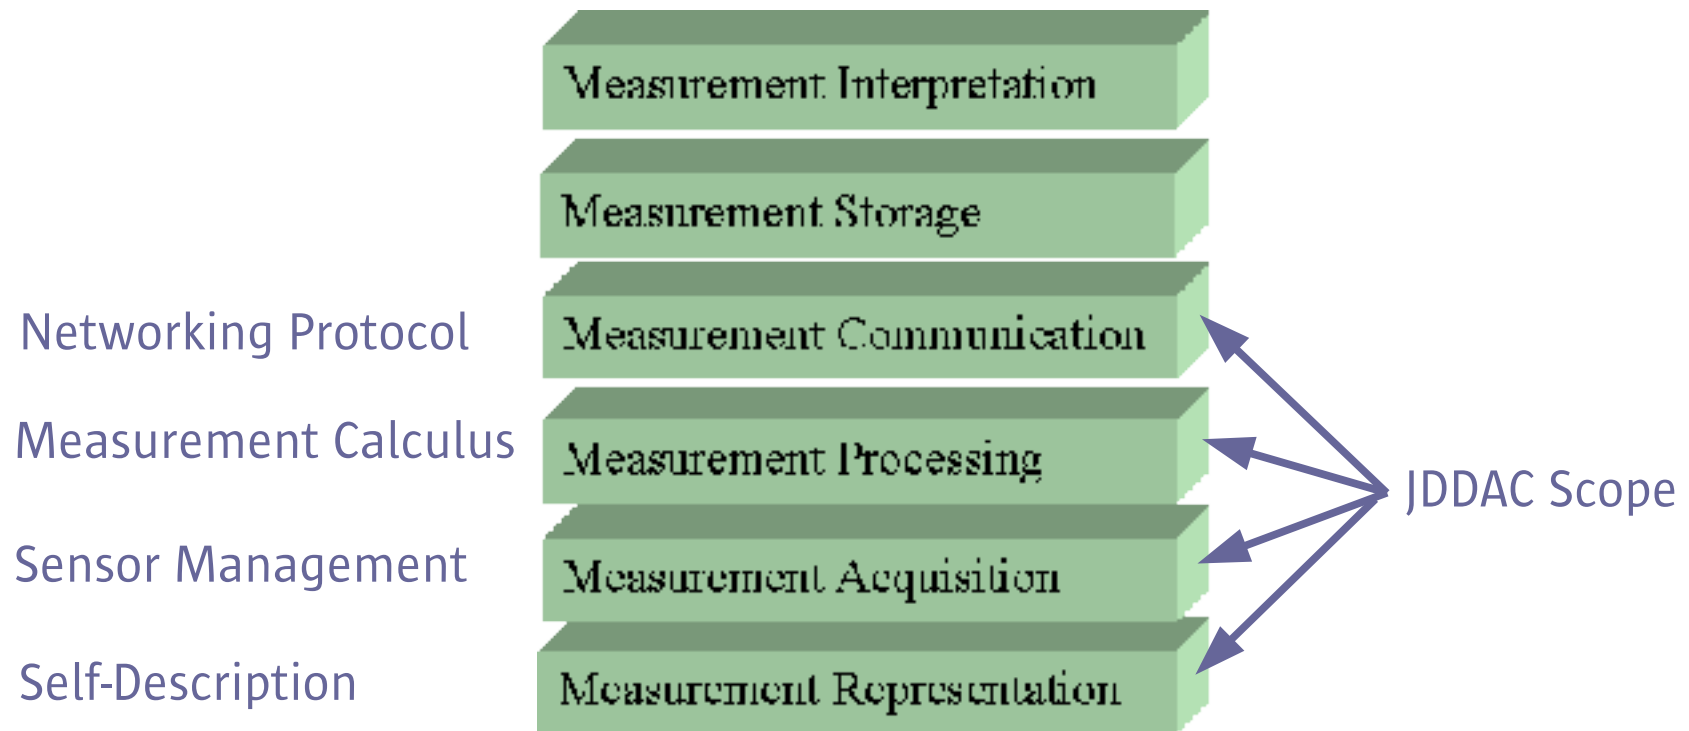 Measurement Interpretation
Measurement Storage
Networking Protocol
Measurement Communication
Measurement Calculus
Measurement Processing
JDDAC Scope
Sensor Management
Measurement Acquisition
Self-Description
Measurement Representation